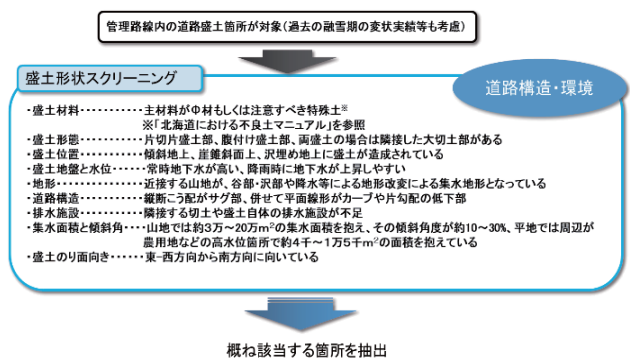 管理路線内の道路盛土箇所が対象（過去の融雪期の変状実績等も考慮）
盛土形状スクリーニング
道路構造・環境
・盛土材料・・・・・・・・・・・主材料がΦ材もしくは注意すべき特殊土※
※「北海道における不良土マニュアル」を参照
・盛土形態・・・・・・・・・・・片切片盛土部、腹付け盛土部、両盛土の場合は隣接した大切土部がある
・盛土位置・・・・・・・・・・・傾斜地上、崖錐斜面上、沢埋め地上に盛土が造成されている
・盛土地盤と水位・・・・・常時地下水が高い、降雨時に地下水が上昇しやすい
・地形・・・・・・・・・・・・・・・近接する山地が、谷部・沢部や降水等による地形改変による集水地形となっている
・道路構造・・・・・・・・・・・縦断こう配がサグ部、併せて平面線形がカーブや片勾配の低下部
・排水施設・・・・・・・・・・・隣接する切土や盛土自体の排水施設が不足
・集水面積と傾斜角・・・・山地では約3万～20万m²の集水面積を抱え、その傾斜角度が約10～30%、平地では周辺が
農用地などの高水位箇所で約4千～1万5千m²の面積を抱えている
・盛土のり面向き・・・・・・東-西方向から南方向に向いている
概ね該当する箇所を抽出